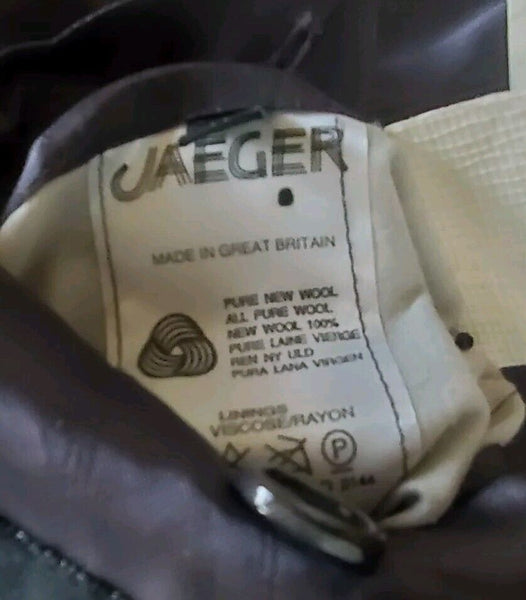 JAEGER
MADE IN GREAT BRITAIN
PURE NEW WOOL
ALL PURE WOOL
NEW WOOL 100%
PURE LAINE VIERGE
REN NY ULD
PURA LANA VIRGEN
LININGS
VISCOSE/RAYON
P